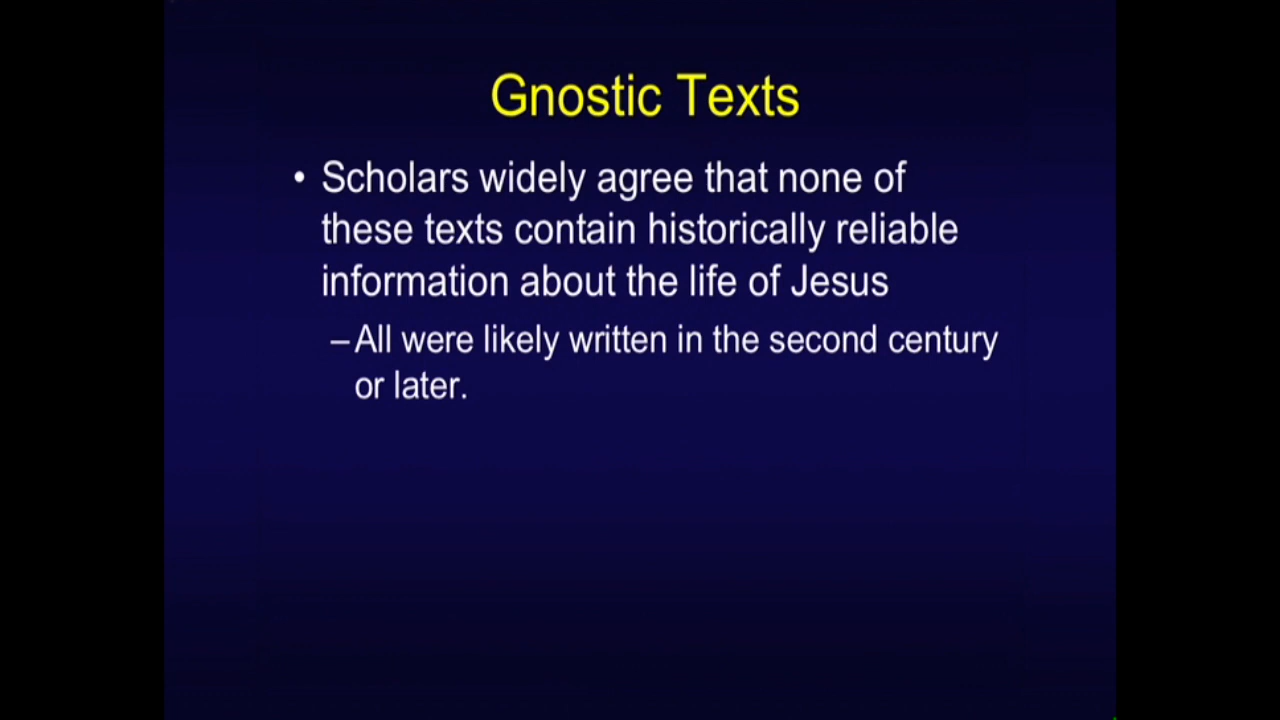 Gnostic Texts
• Scholars widely agree that none of
these texts contain historically reliable
information about the life of Jesus
–All were likely written in the second century
or later.